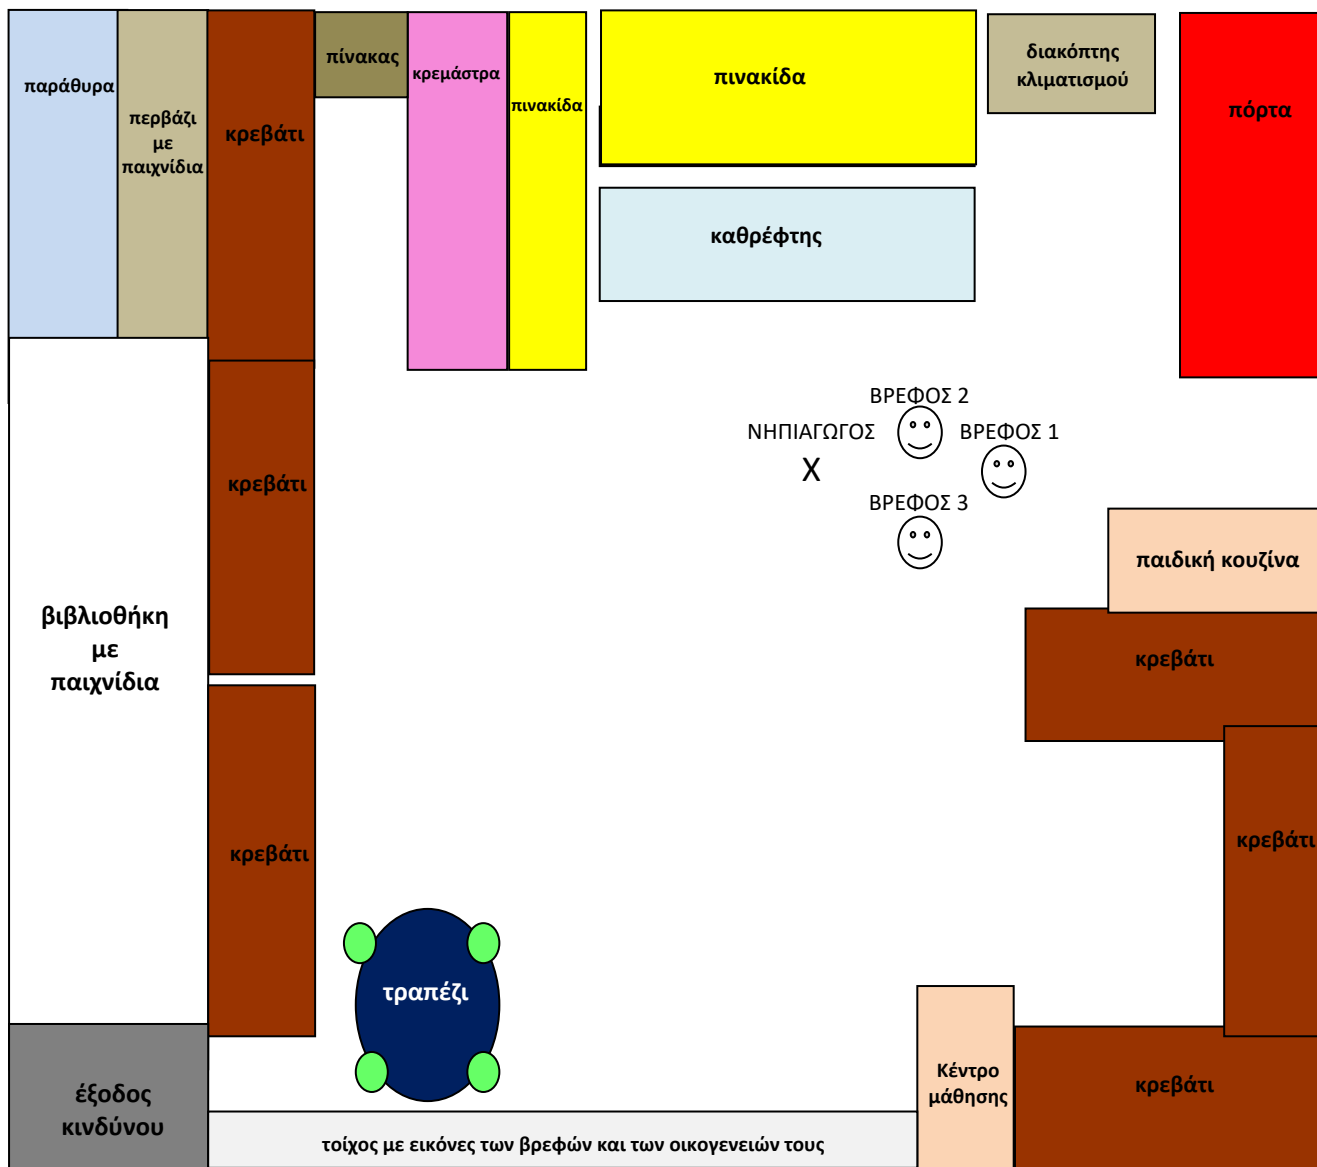 παράθυρα
περβάζι
με
παιχνίδια
κρεβάτι
πίνακας
κρεμάστρα
πινακίδα
πινακίδα
διακόπτης
κλιματισμού
πόρτα
καθρέφτης
ΒΡΕΦΟΣ 2
ΝΗΠΙΑΓΩΓΟΣ
ΒΡΕΦΟΣ 1
X
ΒΡΕΦΟΣ 3
κρεβάτι
παιδική κουζίνα
βιβλιοθήκη
με
παιχνίδια
κρεβάτι
κρεβάτι
κρεβάτι
τραπέζι
Κέντρο
μάθησης
κρεβάτι
έξοδος
κινδύνου
τοίχος με εικόνες των βρεφών και των οικογενειών τους